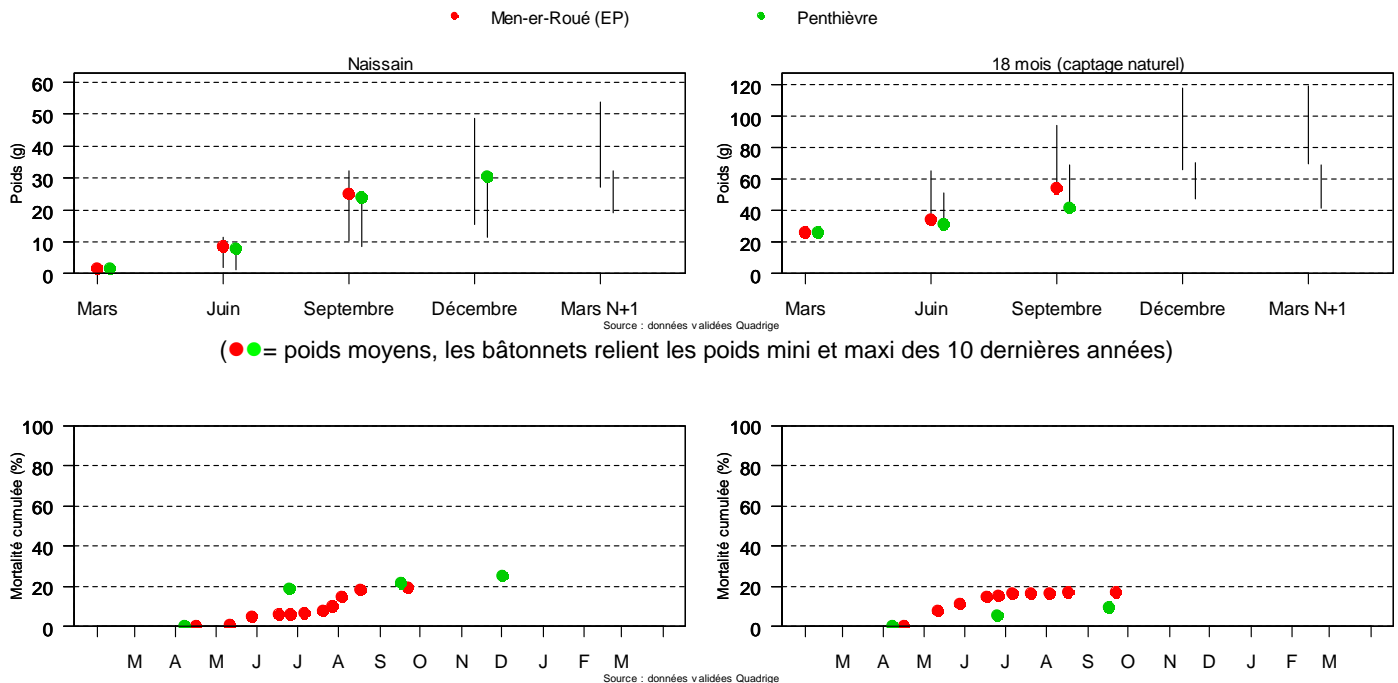 Men-er-Roué (EP) Penthièvre
Naissain
18 mois (captage naturel)
Poids (g)
60
50
40
30
20
10
0
Mars Juin Septembre Décembre Mars N+1
Poids (g)
120
100
80
60
40
20
0
Mars Juin Septembre Décembre Mars N+1
Source : données validées Quadrige
(= poids moyens, les bâtonnets relient les poids mini et maxi des 10 dernières années)
Mortalité cumulée (%)
100
80
60
40
20
0
M A M J J A S O N D J F M
Mortalité cumulée (%)
100
80
60
40
20
0
M A M J J A S O N D J F M
Source : données validées Quadrige